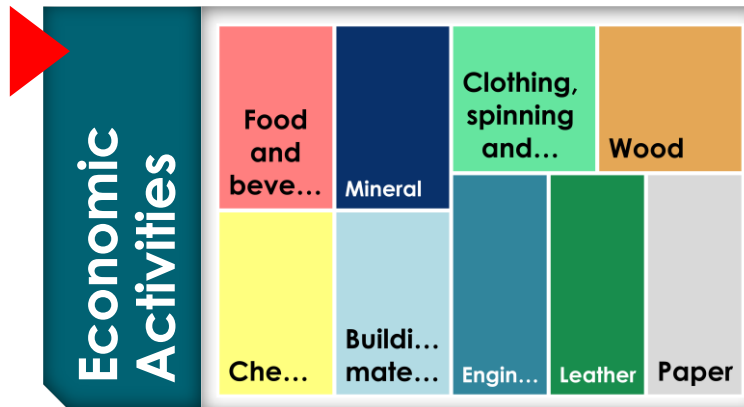 Economic
Activities
Food
and
beve…
Mineral
Clothing,
spinning
and…
Wood
Che…
Buildi…
mate…
Engin…
Leather
Paper